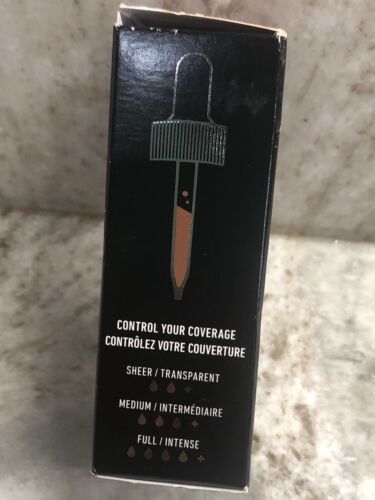 CONTROL YOUR COVERAGE
CONTRÔLEZ VOTRE COUVERTURE
SHEER / TRANSPARENT
+
MEDIUM / INTERMÉDIAIRE
+
FULL / INTENSE
+